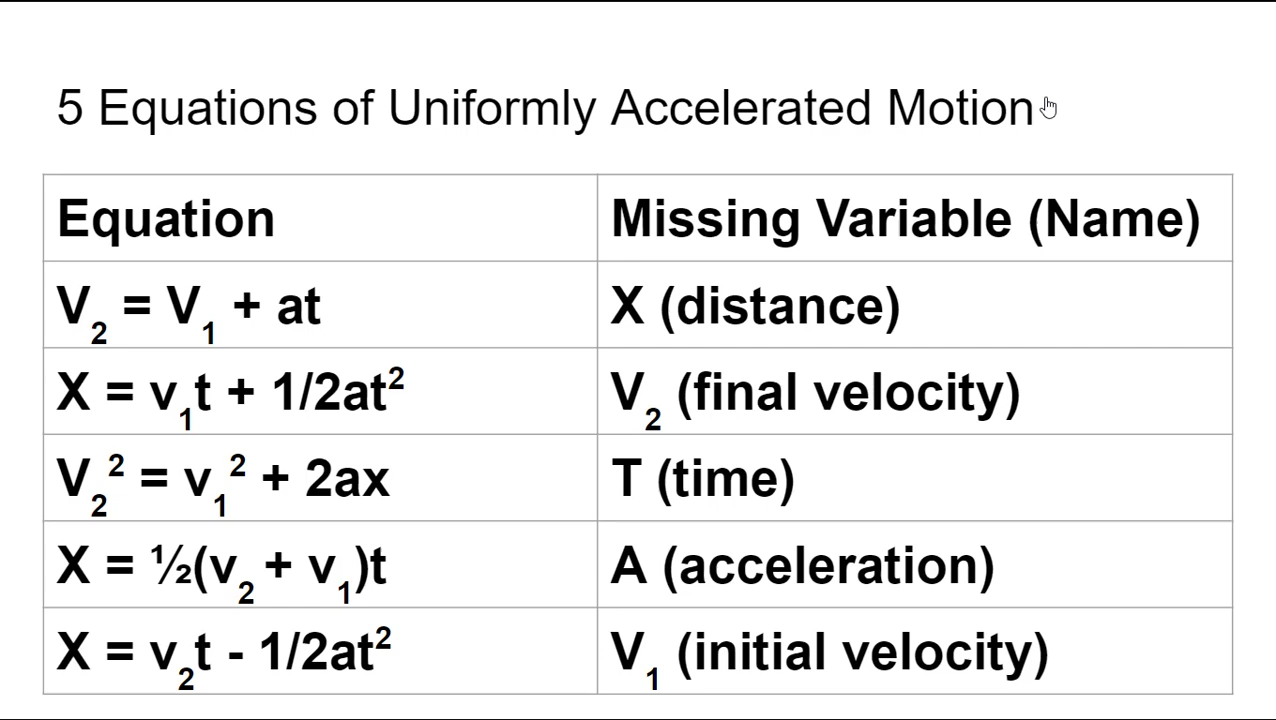 5 Equations of Uniformly Accelerated Motion
Equation Missing Variable (Name)
V₂ = V₁ + at X (distance)
X = v₁t + 1/2at² V₂ (final velocity)
V₂² = v₁² + 2ax T (time)
X = ½(v₂ + v₁)t A (acceleration)
X = v₂t - 1/2at² V₁ (initial velocity)